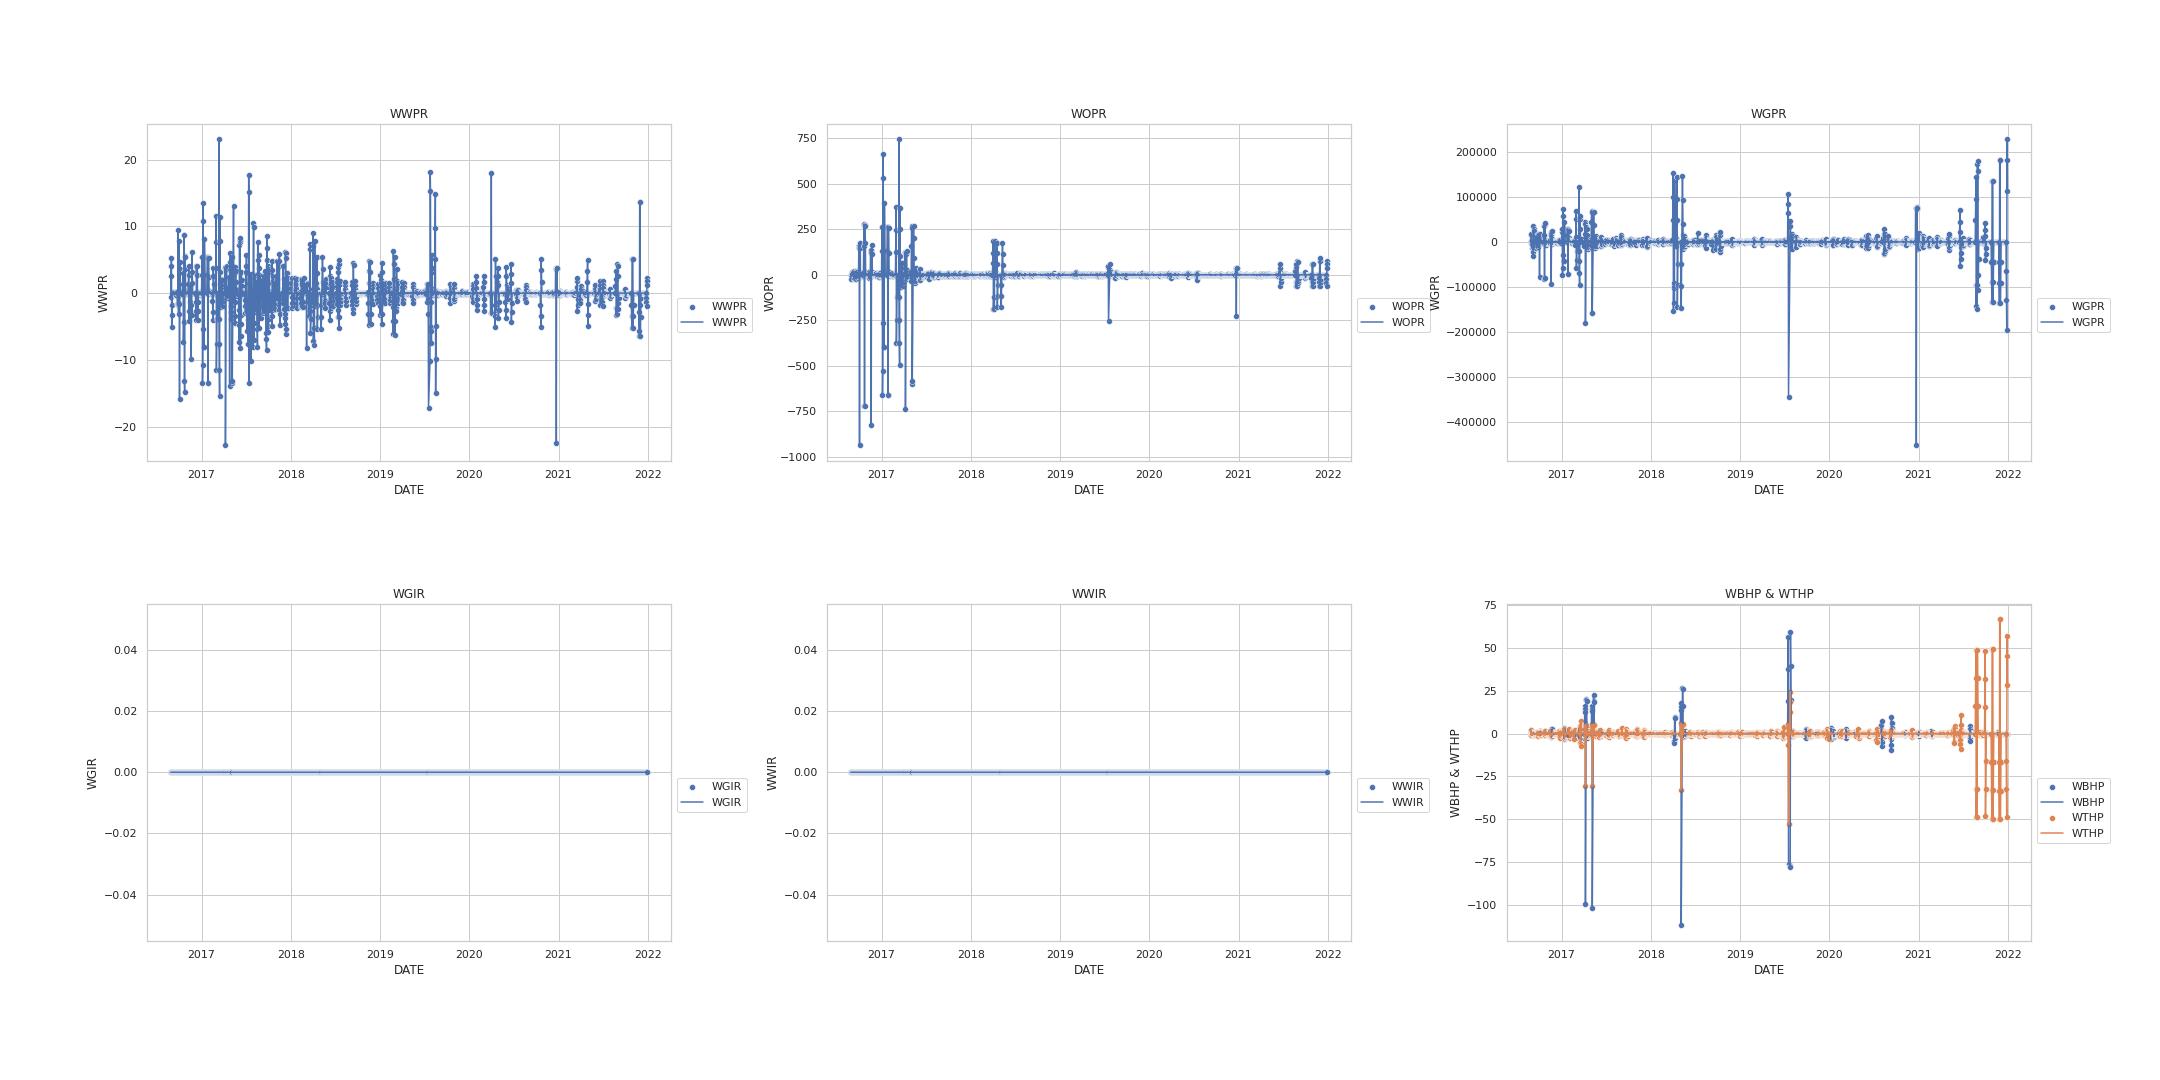 WWPR
20
10
0
−10
−20
WWPR
2017 2018 2019 2020 2021 2022
DATE
WWPR
WWPR
WOPR
750
500
250
0
−250
−500
−750
−1000
WOPR
2017 2018 2019 2020 2021 2022
DATE
WOPR
WOPR
WGPR
200000
100000
0
−100000
−200000
−300000
−400000
WGPR
2017 2018 2019 2020 2021 2022
DATE
WGPR
WGPR
WGIR
0.04
0.02
0.00
−0.02
−0.04
WGIR
2017 2018 2019 2020 2021 2022
DATE
WGIR
WGIR
WWIR
0.04
0.02
0.00
−0.02
−0.04
WWIR
2017 2018 2019 2020 2021 2022
DATE
WWIR
WWIR
WBHP & WTHP
75
50
25
0
−25
−50
−75
−100
WBHP & WTHP
2017 2018 2019 2020 2021 2022
DATE
WBHP
WBHP
WTHP
WTHP